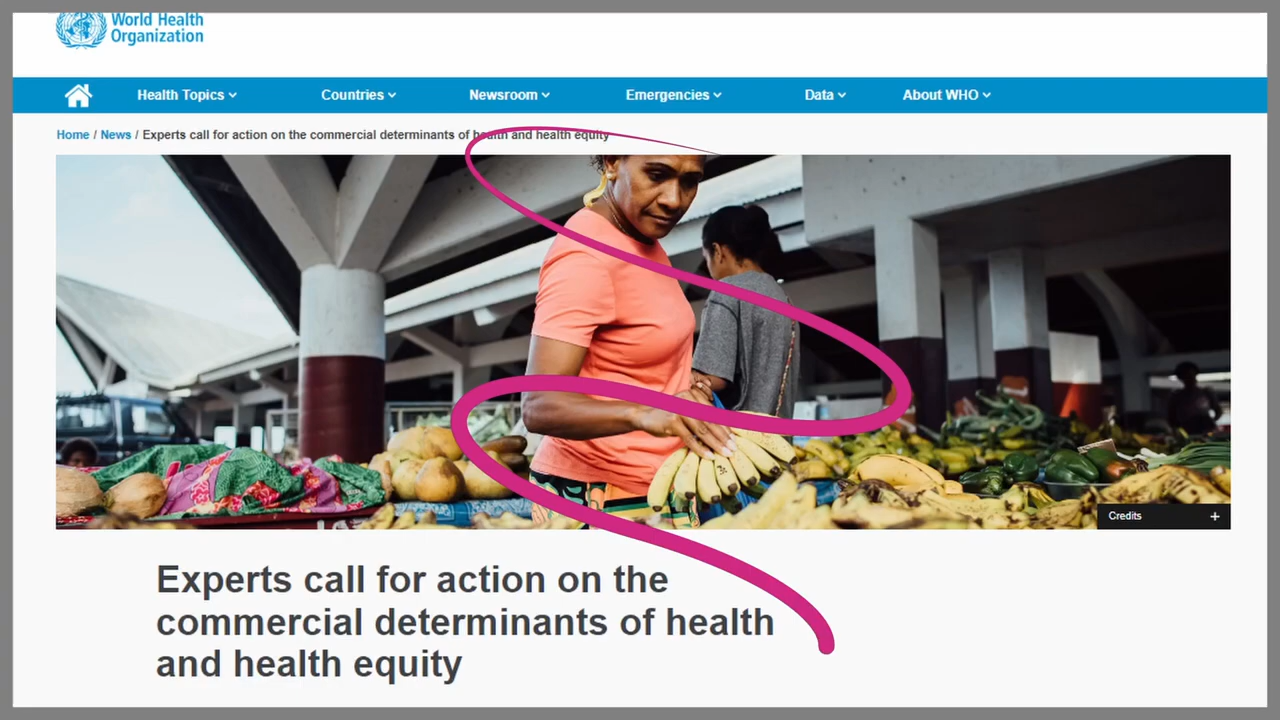 World Health
Organization
Health Topics Countries Newsroom Emergencies Data About WHO
Home / News / Experts call for action on the commercial determinants of health and health equity
Credits +
Experts call for action on the
commercial determinants of health
and health equity